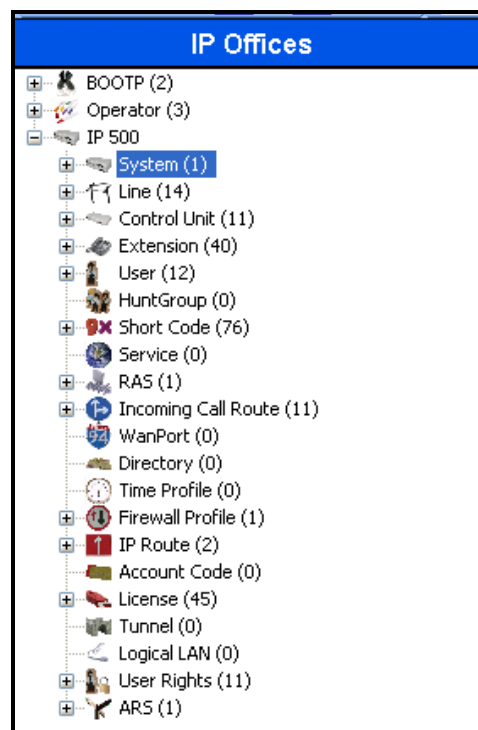 IP Offices
BOOTP (2)
Operator (3)
IP 500
System (1)
Line (14)
Control Unit (11)
Extension (40)
User (12)
HuntGroup (0)
9x Short Code (76)
Service (0)
RAS (1)
Incoming Call Route (11)
94 WanPort (0)
Directory (0)
Time Profile (0)
Firewall Profile (1)
IP Route (2)
Account Code (0)
License (45)
Tunnel (0)
Logical LAN (0)
User Rights (11)
ARS (1)